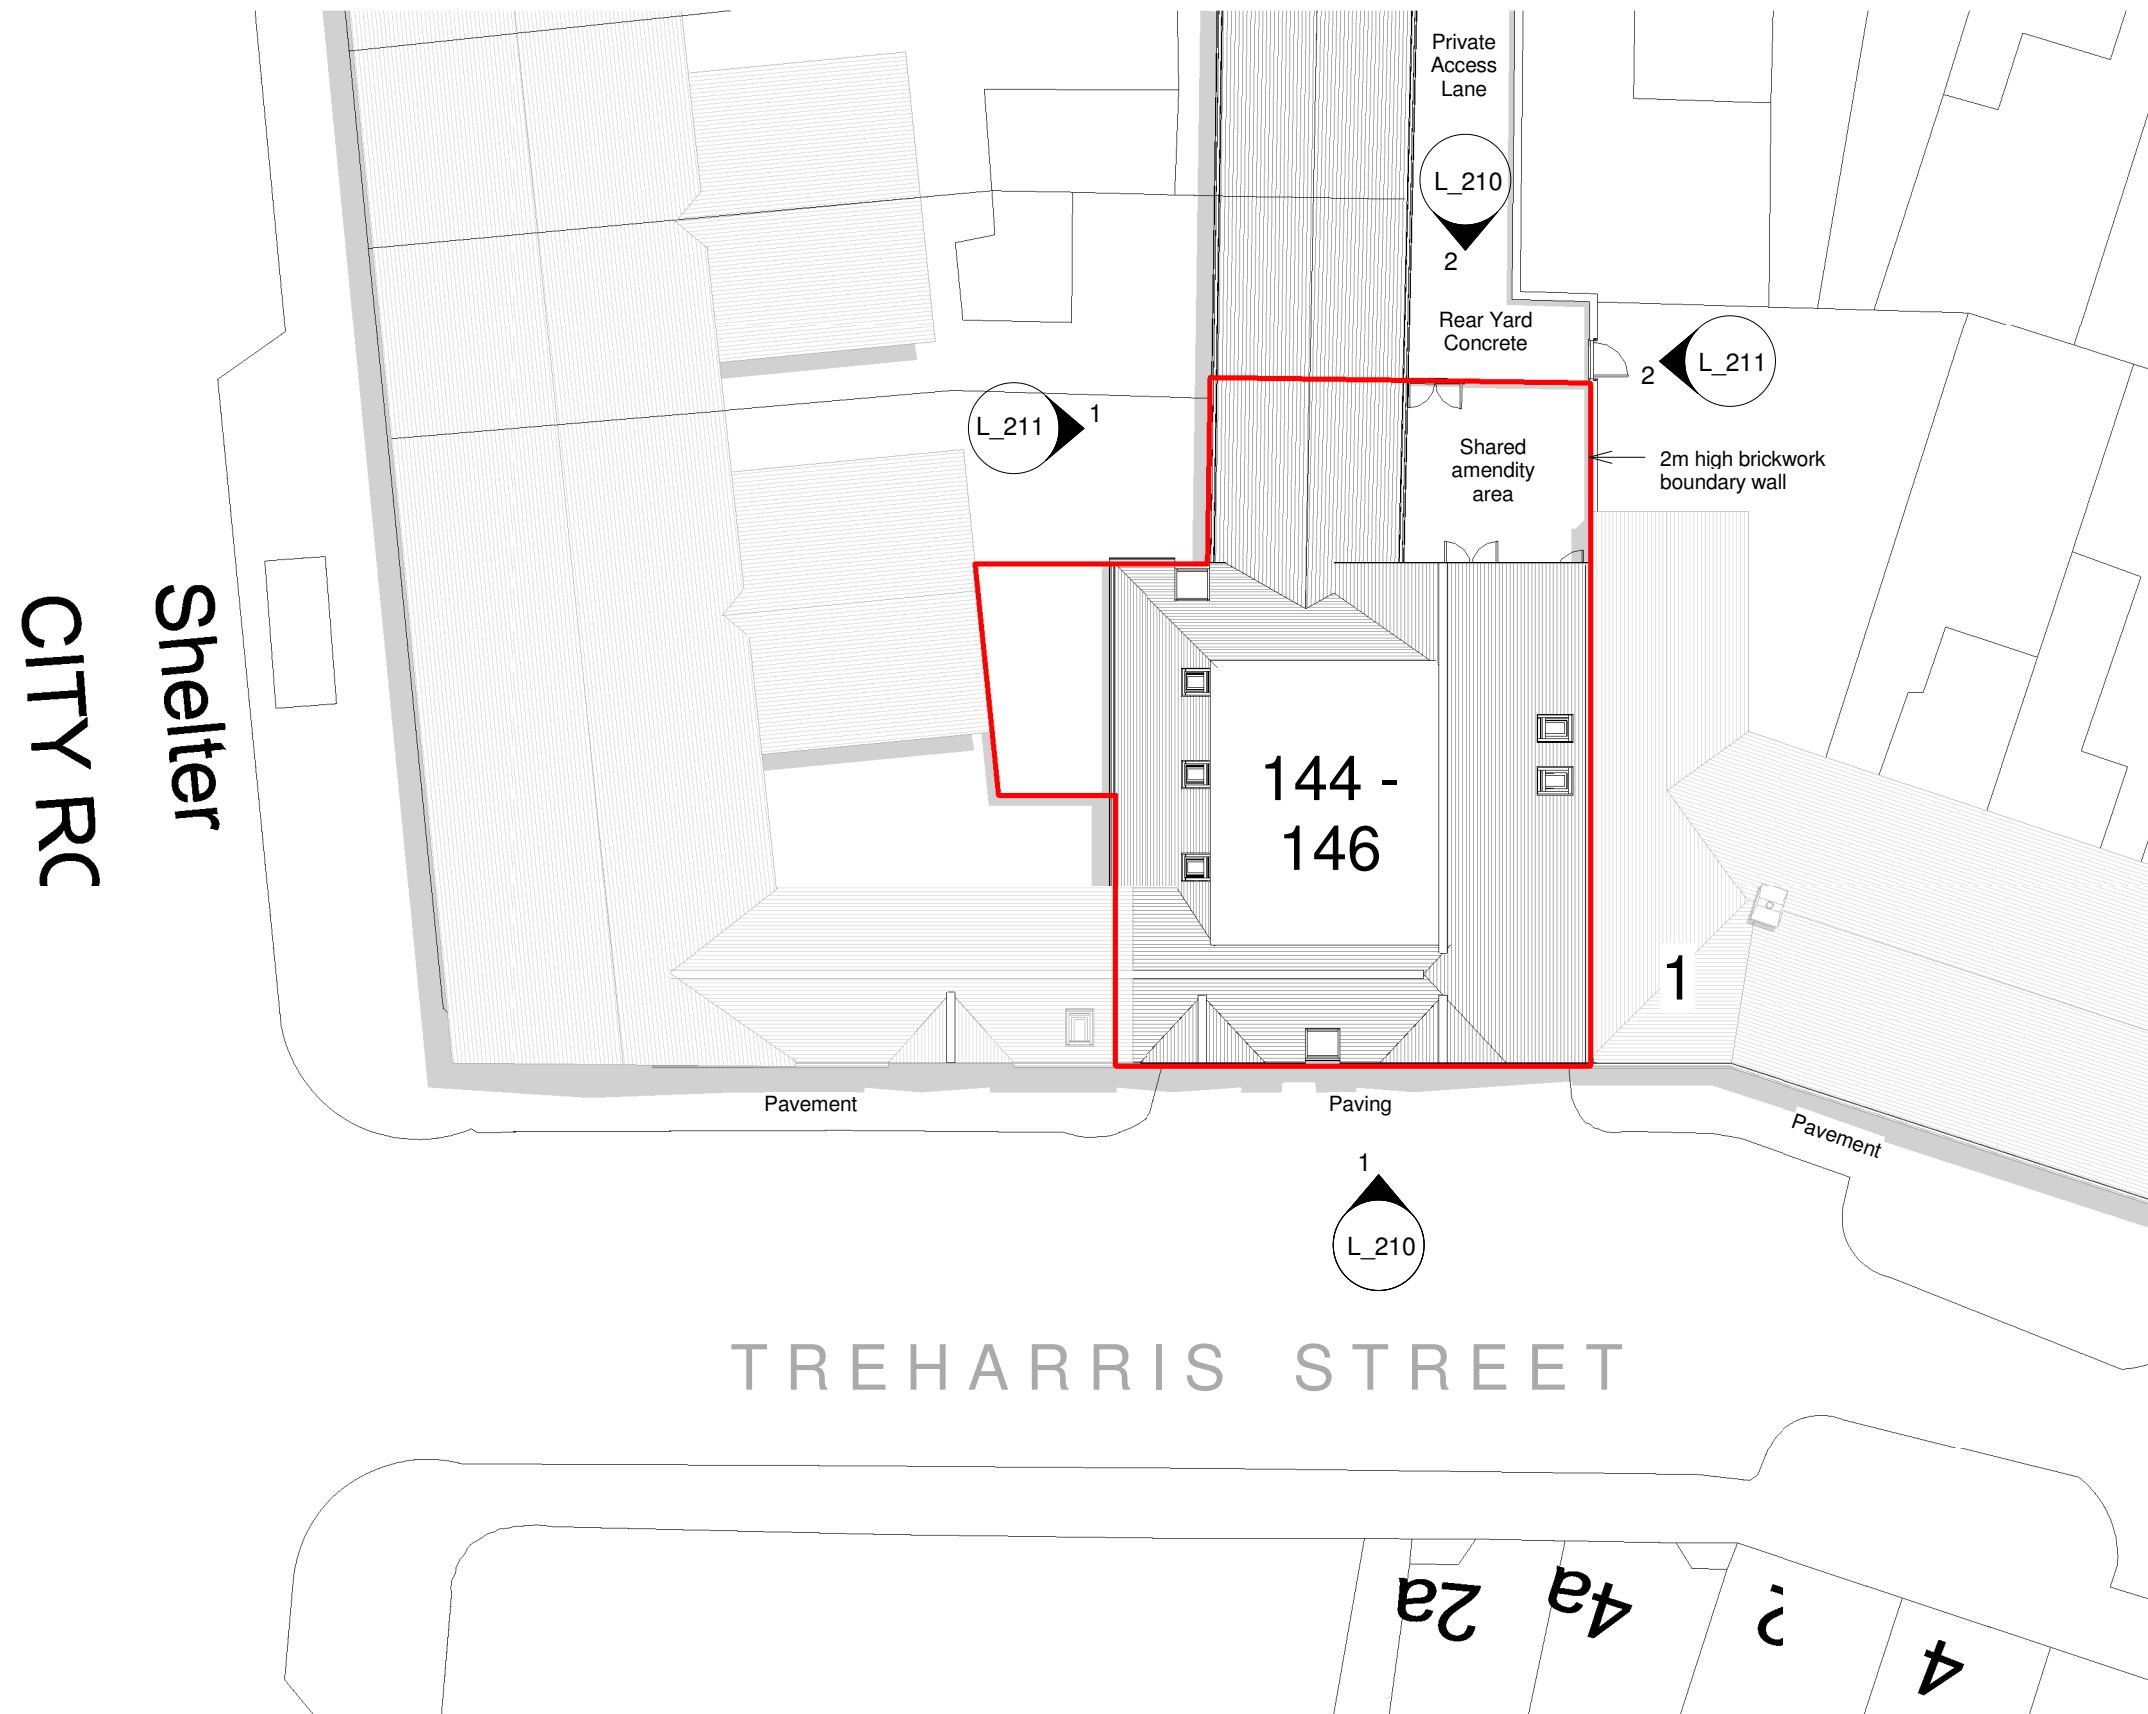 Private
Access
Lane
L_210
2
Rear Yard
Concrete
L_211
2
L_211
1
Shared
amendity
area
2m high brickwork
boundary wall
Shelter
CITY RO
144 -
146
1
Pavement
Paving
Pavement
1
L_210
TREHARRIS STREET
2a
4a
4